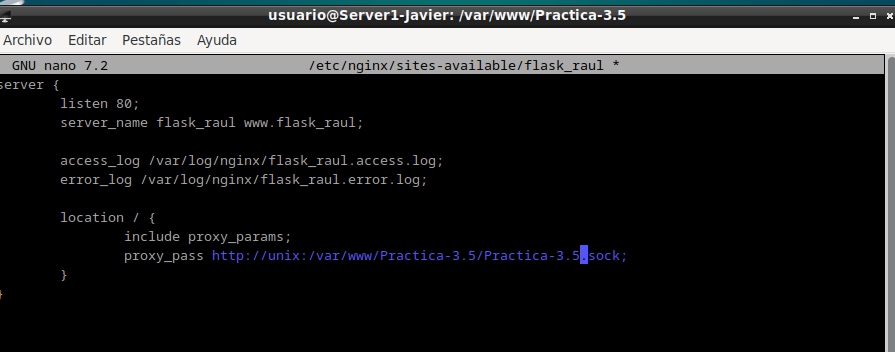 usuario@Server1-Javier: /var/www/Practica-3.5
Archivo Editar Pestañas Ayuda
GNU nano 7.2 /etc/nginx/sites-available/flask_raul *
server {
listen 80;
server_name flask_raul www.flask_raul;
access_log /var/log/nginx/flask_raul.access.log;
error_log /var/log/nginx/flask_raul.error.log;
location / {
include proxy_params;
proxy_pass http://unix:/var/www/Practica-3.5/Practica-3.5.sock;
}
}